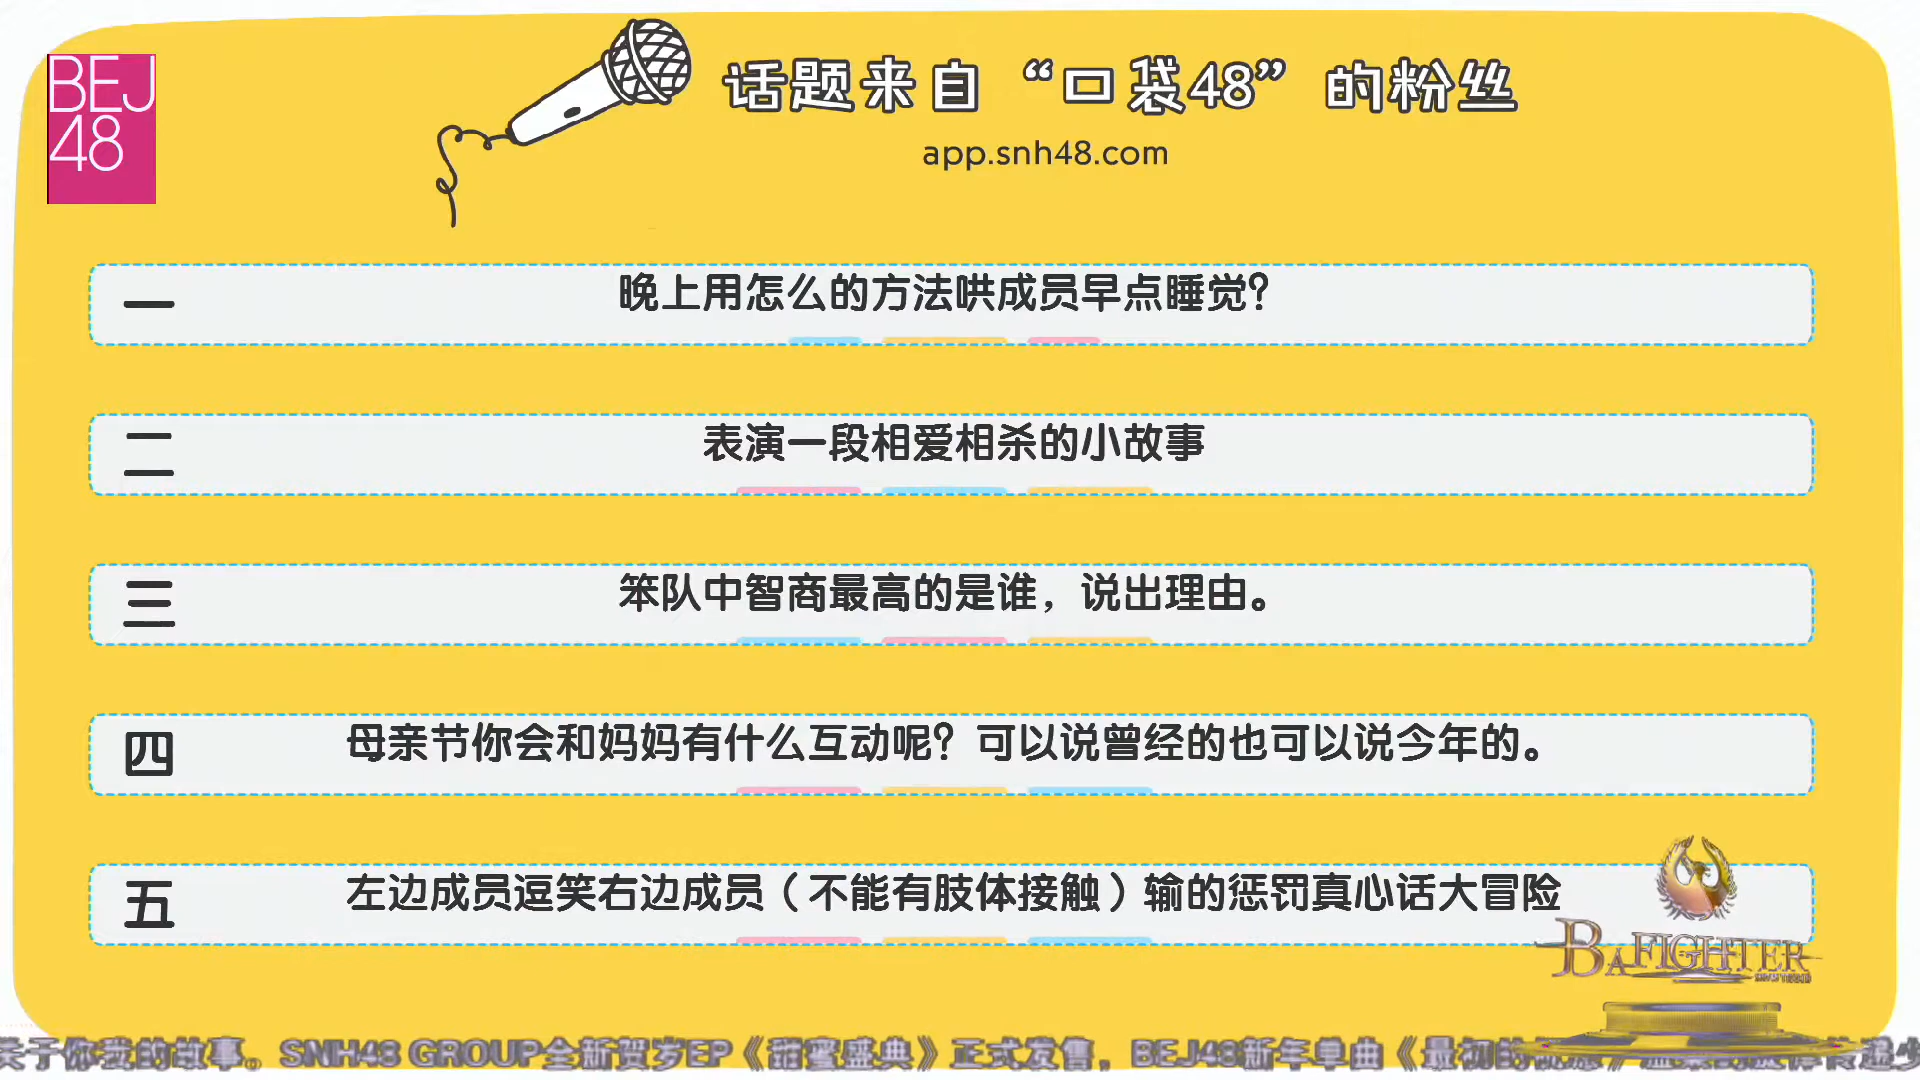 BEJ
48
话题来自“口袋48”的粉丝
app.snh48.com
一 晚上用怎么的方法哄成员早点睡觉？
二 表演一段相爱相杀的小故事
三 笨队中智商最高的是谁，说出理由。
四 母亲节你会和妈妈有什么互动呢？可以说曾经的也可以说今年的。
五 左边成员逗笑右边成员（不能有肢体接触）输的惩罚真心话大冒险
BAFIGHTER
关于你我的故事。SNH48 GROUP全新贺岁EP《甜蜜盛典》正式发售，BEJ48新年单曲《最初的